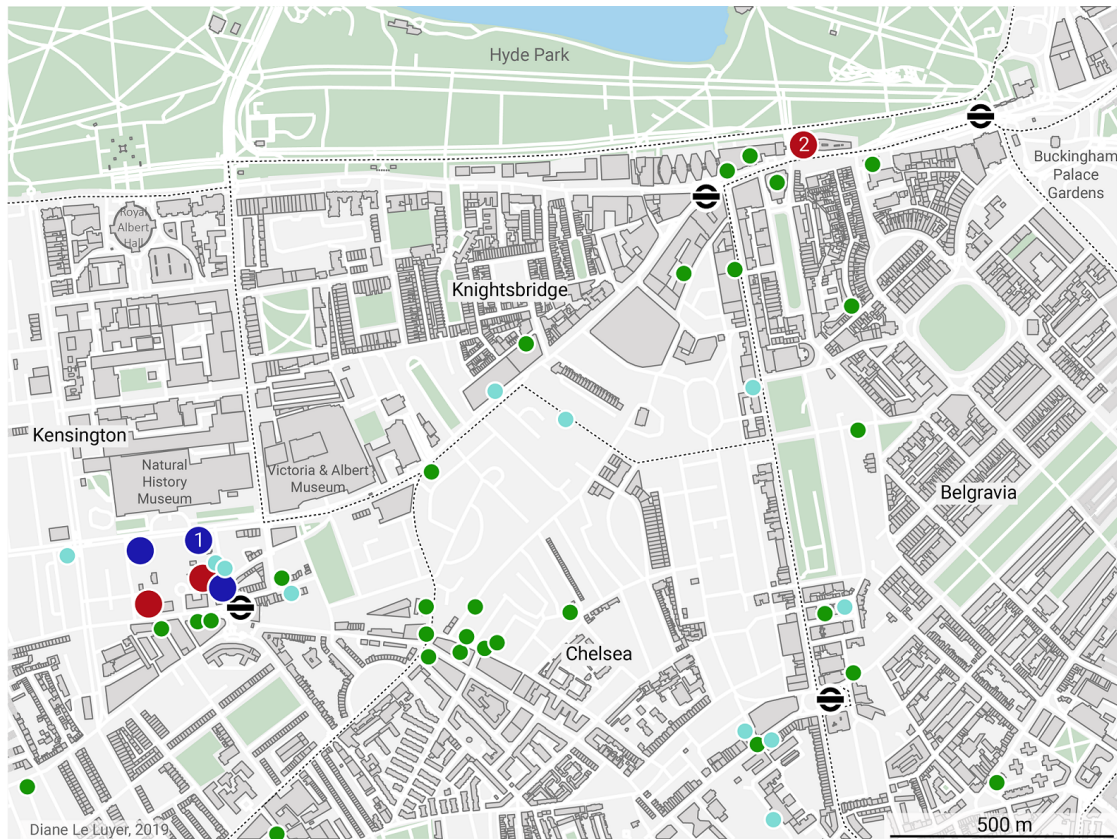 Hyde Park
2
Buckingham
Palace
Gardens
Royal
Albert
Hall
Knightsbridge
Kensington
Natural
History
Museum
Victoria & Albert
Museum
Belgravia
1
Chelsea
Diane Le Luyer, 2019
500 m